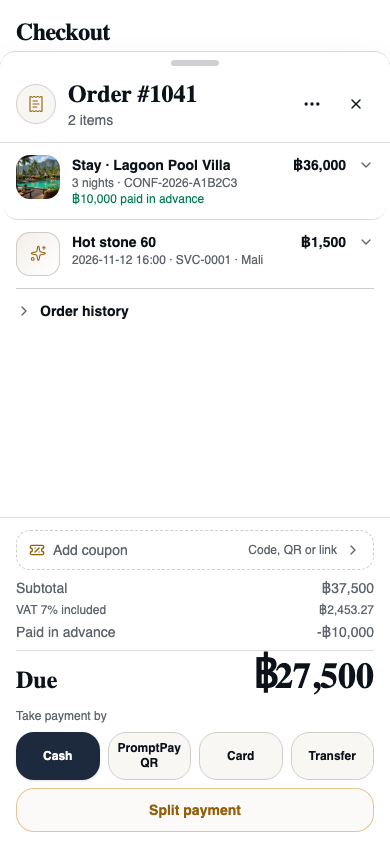 Checkout
Order #1041
2 items
Stay · Lagoon Pool Villa ฿36,000
3 nights · CONF-2026-A1B2C3
฿10,000 paid in advance
Hot stone 60 ฿1,500
2026-11-12 16:00 · SVC-0001 · Mali
Order history
Add coupon Code, QR or link
Subtotal ฿37,500
VAT 7% included ฿2,453.27
Paid in advance -฿10,000
Due ฿27,500
Take payment by
Cash
PromptPay
QR
Card
Transfer
Split payment